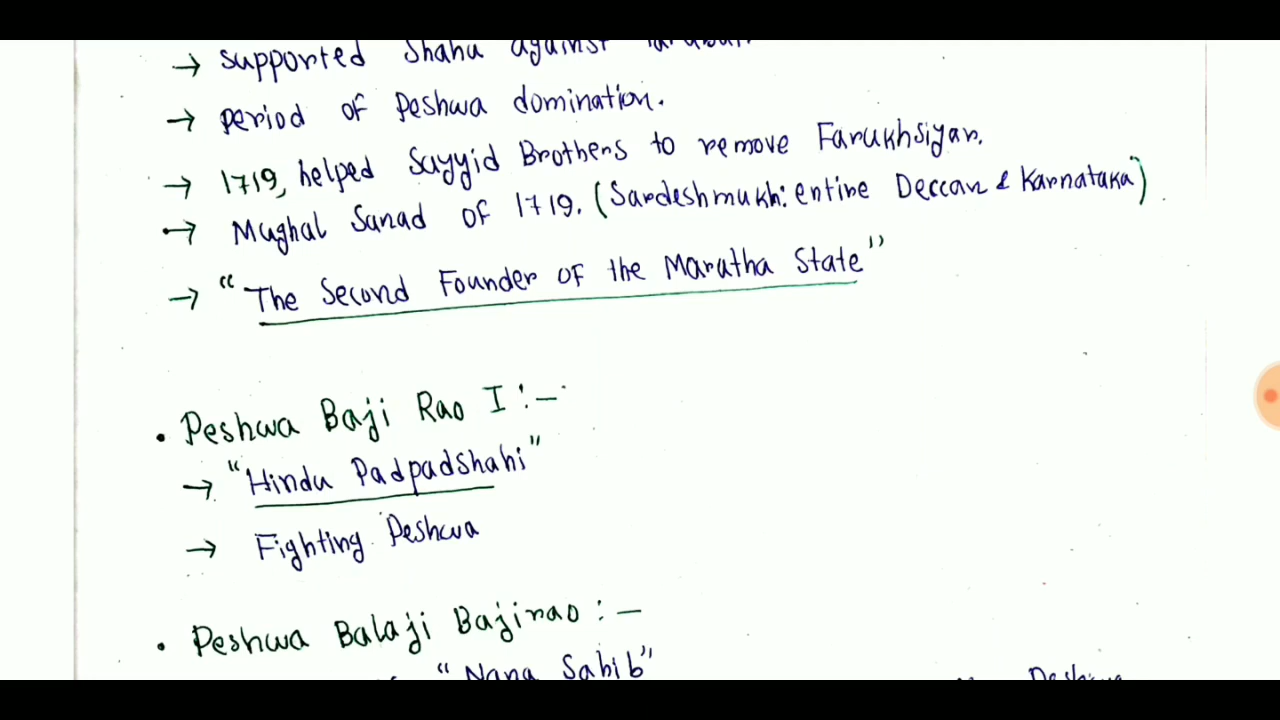 → supported Shahu against
→ period of Peshwa domination.
→ 1719, helped Sayyid Brothers to remove Farukhsiyar.
→ Mughal Sanad of 1719. (Sardeshmukh: entire Deccan & Karnataka)
→ "The Second Founder of the Maratha State"
• Peshwa Baji Rao I :-
→ "Hindu Padpadshahi"
→ Fighting Peshwa
• Peshwa Balaji Bajirao :-
"Nana Sahib"
Peshwa